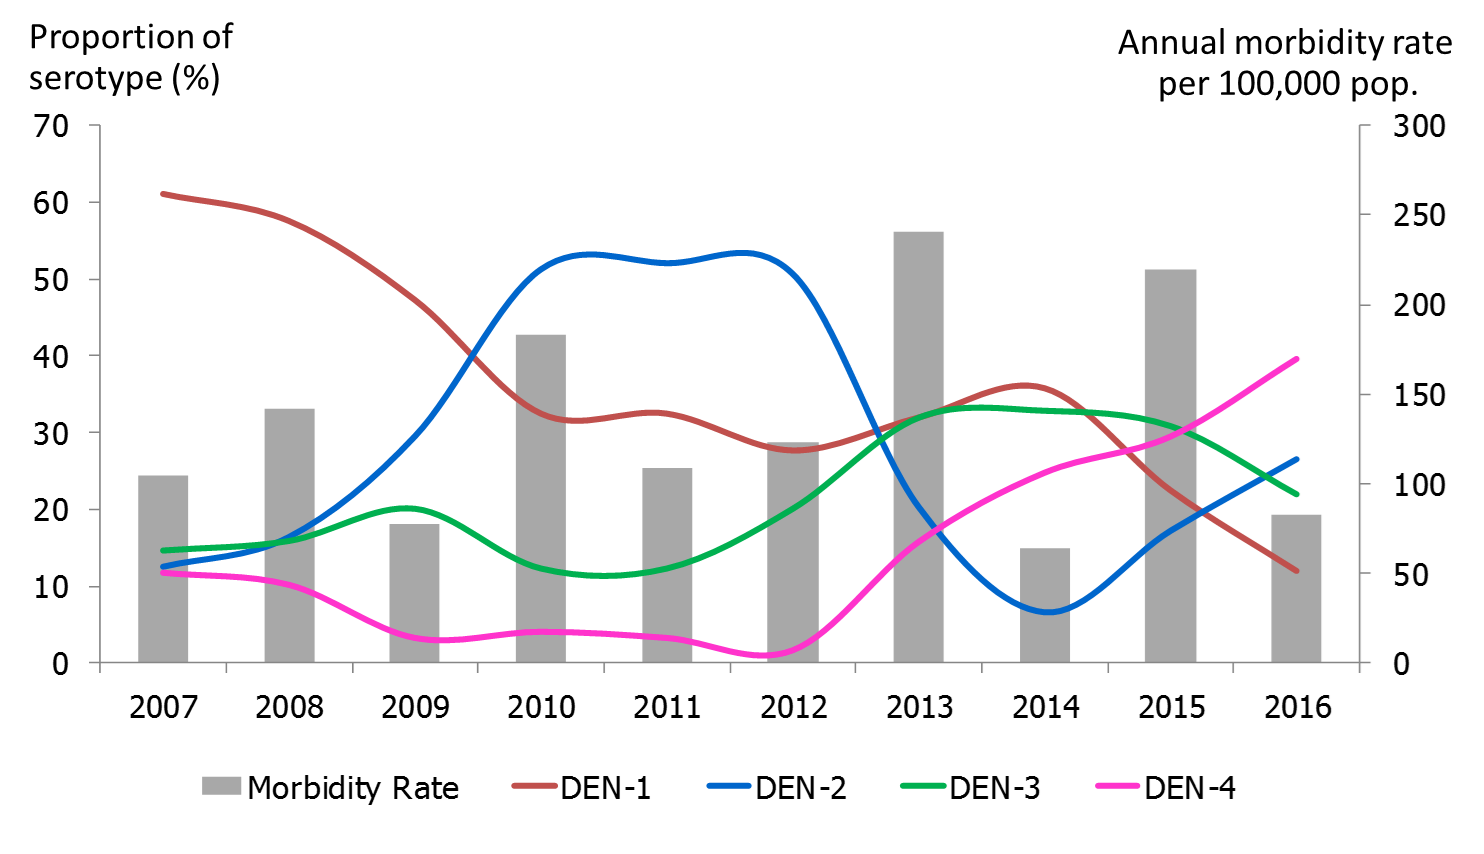 Proportion of
serotype (%)
Annual morbidity rate
per 100,000 pop.
70
60
50
40
30
20
10
0
300
250
200
150
100
50
0
2007 2008 2009 2010 2011 2012 2013 2014 2015 2016
Morbidity Rate DEN-1 DEN-2 DEN-3 DEN-4